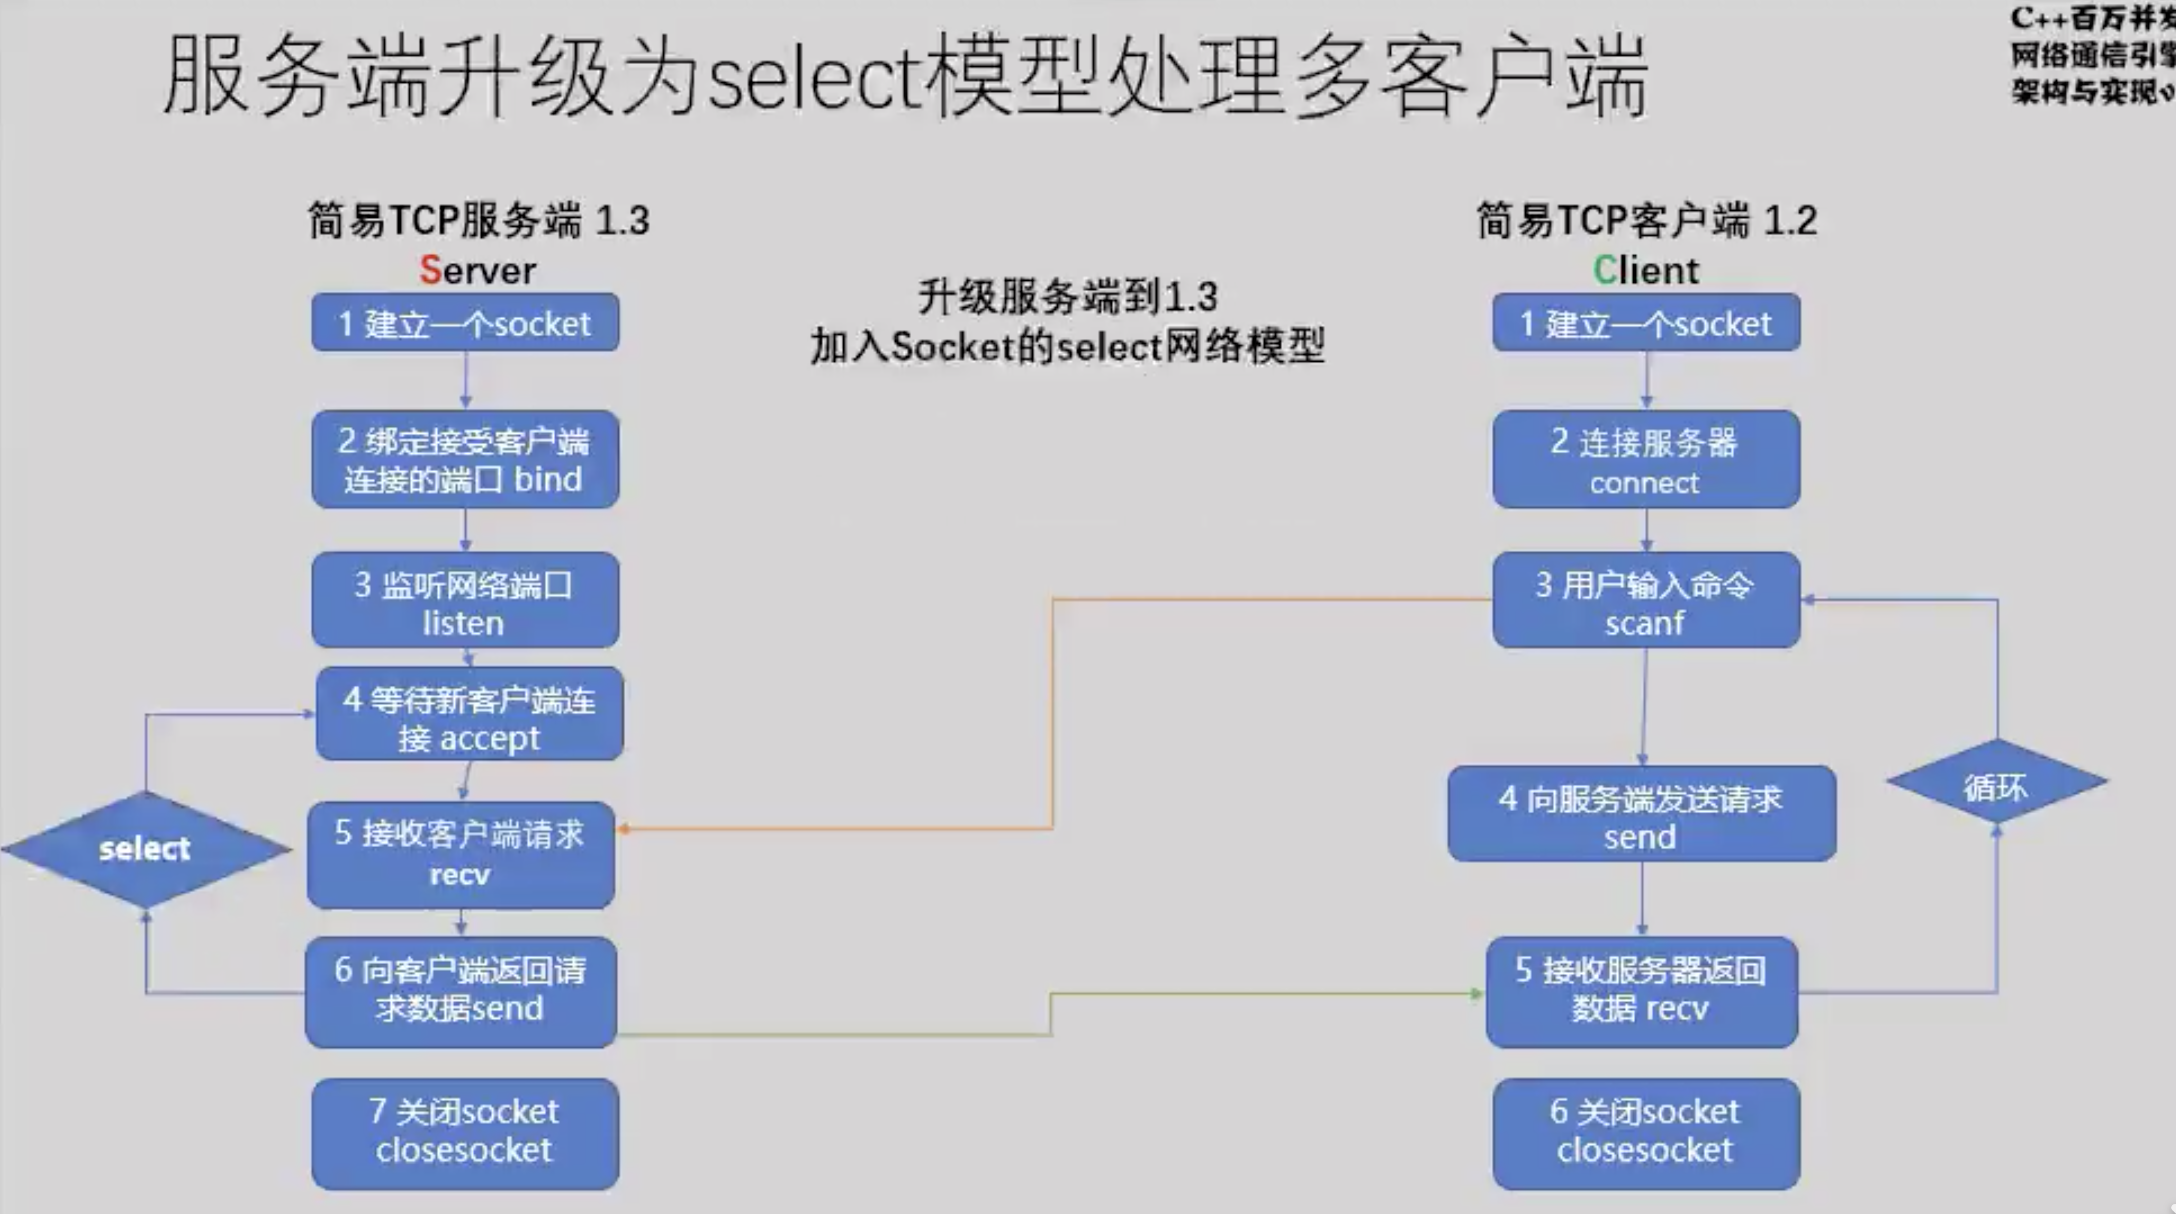 服务端升级为select模型处理多客户端
C++百万并发
网络通信引擎
架构与实现
简易TCP服务端 1.3
Server
1 建立一个socket
2 绑定接受客户端
连接的端口 bind
3 监听网络端口
listen
4 等待新客户端连
接 accept
select
5 接收客户端请求
recv
6 向客户端返回请
求数据send
7 关闭socket
closesocket
升级服务端到1.3
加入Socket的select网络模型
简易TCP客户端 1.2
Client
1 建立一个socket
2 连接服务器
connect
3 用户输入命令
scanf
4 向服务端发送请求
send
循环
5 接收服务器返回
数据 recv
6 关闭socket
closesocket